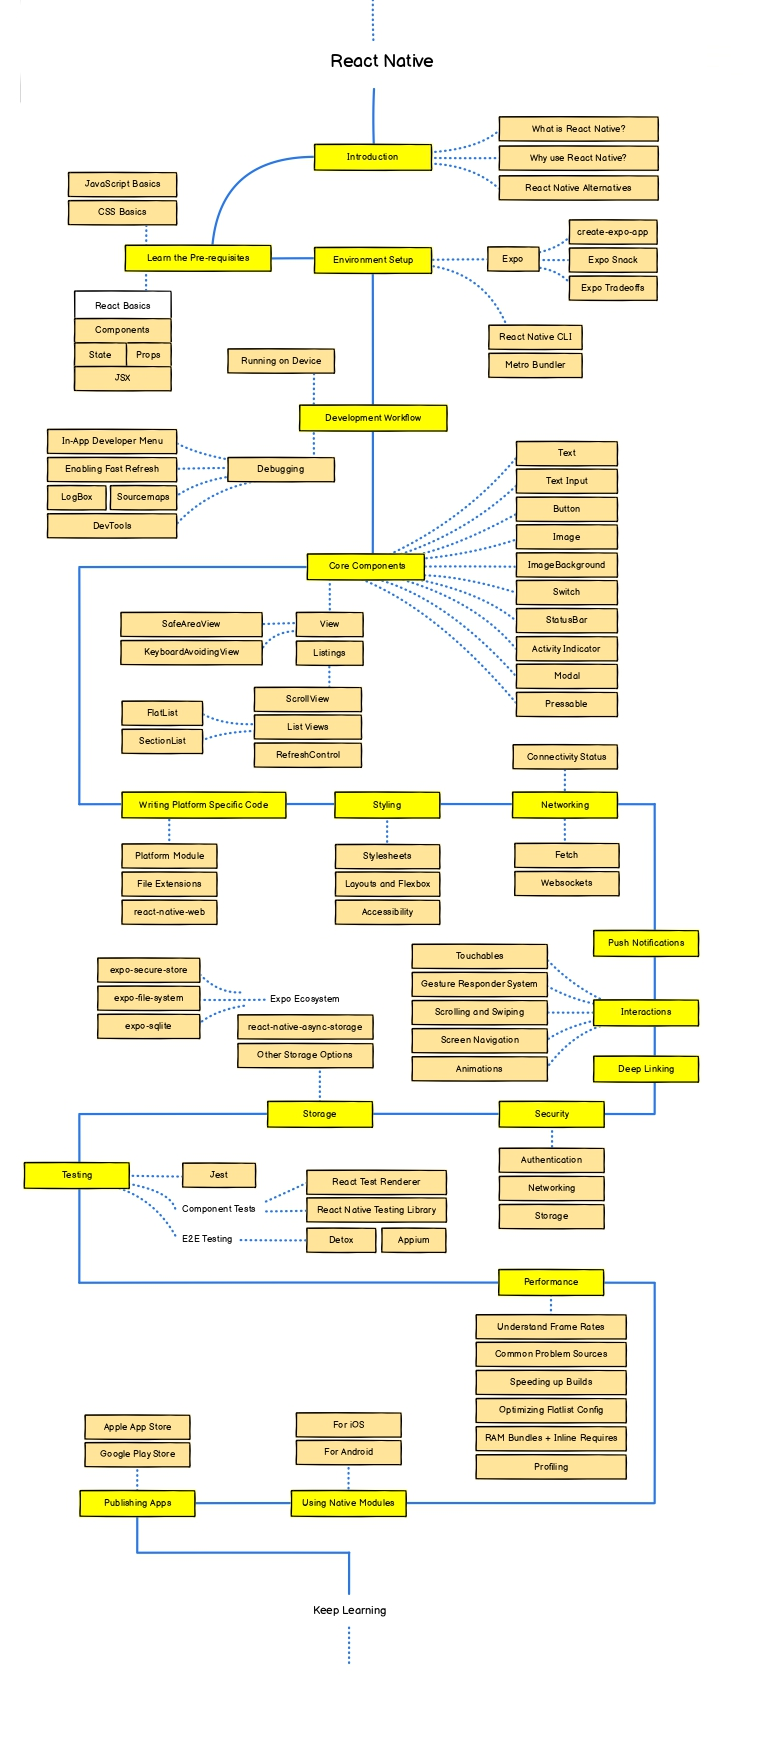 React Native
Introduction
What is React Native?
Why use React Native?
React Native Alternatives
JavaScript Basics
CSS Basics
Learn the Pre-requisites
Environment Setup
Expo
create-expo-app
Expo Snack
Expo Tradeoffs
React Basics
Components
State Props
JSX
React Native CLI
Metro Bundler
Running on Device
Development Workflow
In-App Developer Menu
Enabling Fast Refresh
LogBox Sourcemaps
DevTools
Debugging
Text
Text Input
Button
Image
ImageBackground
Switch
StatusBar
Activity Indicator
Modal
Pressable
Core Components
SafeAreaView
KeyboardAvoidingView
View
Listings
ScrollView
List Views
RefreshControl
FlatList
SectionList
Connectivity Status
Writing Platform Specific Code
Styling
Networking
Platform Module
File Extensions
react-native-web
Stylesheets
Layouts and Flexbox
Accessibility
Fetch
Websockets
Push Notifications
Touchables
Gesture Responder System
Scrolling and Swiping
Screen Navigation
Animations
Interactions
Deep Linking
expo-secure-store
expo-file-system
expo-sqlite
Expo Ecosystem
react-native-async-storage
Other Storage Options
Storage
Security
Authentication
Networking
Storage
Testing
Jest
Component Tests
React Test Renderer
React Native Testing Library
E2E Testing
Detox
Appium
Performance
Understand Frame Rates
Common Problem Sources
Speeding up Builds
Optimizing Flatlist Config
RAM Bundles + Inline Requires
Profiling
Apple App Store
Google Play Store
For iOS
For Android
Publishing Apps
Using Native Modules
Keep Learning